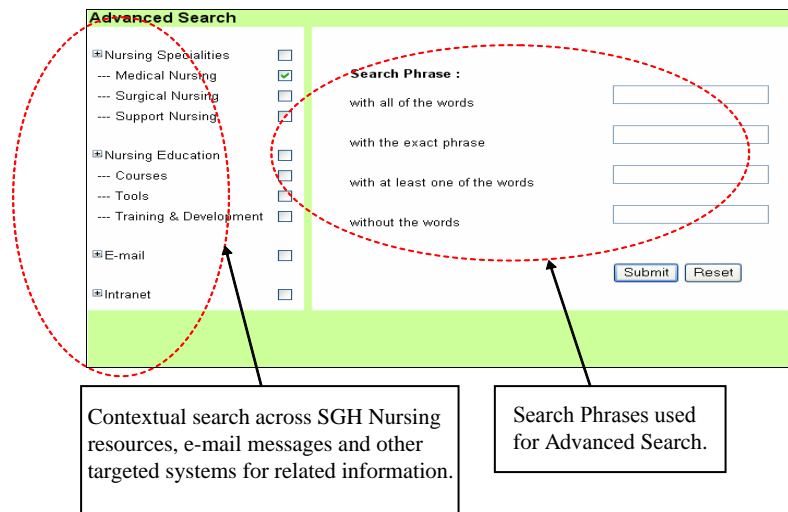 Advanced Search
Nursing Specialities
--- Medical Nursing
--- Surgical Nursing
--- Support Nursing
Nursing Education
--- Courses
--- Tools
--- Training & Development
E-mail
Intranet
Search Phrase :
with all of the words
with the exact phrase
with at least one of the words
without the words
Submit Reset
Contextual search across SGH Nursing
resources, e-mail messages and other
targeted systems for related information.
Search Phrases used
for Advanced Search.